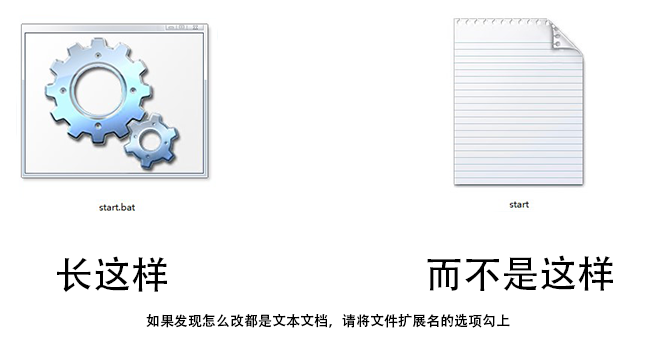 start.bat
start
长这样
而不是这样
如果发现怎么改都是文本文档，请将文件扩展名的选项勾上